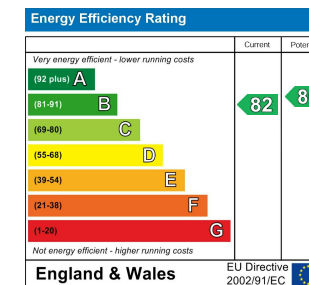 Energy Efficiency Rating
Current
Very energy efficient - lower running costs
(92 plus) A
(81-91) B
82
(69-80) C
(55-68) D
(39-54) E
(21-38) F
(1-20) G
Not energy efficient - higher running costs
England & Wales
EU Directive
2002/91/EC